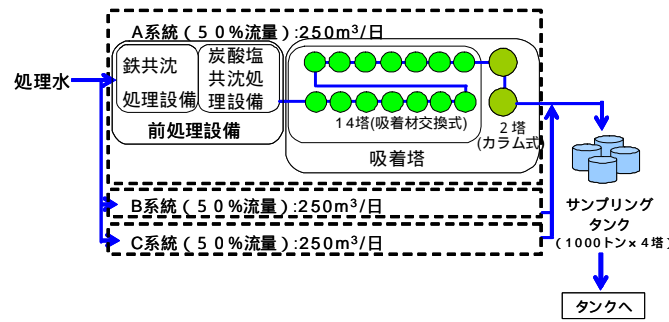 A系統(50%流量):250m³/日
処理水
鉄共沈
処理設備
炭酸塩
共沈処
理設備
前処理設備
14塔(吸着材交換式)
吸着塔
2塔
(カラム式)
B系統(50%流量):250m³/日
C系統(50%流量):250m³/日
サンプリング
タンク
(1000トン×4塔)
タンクへ